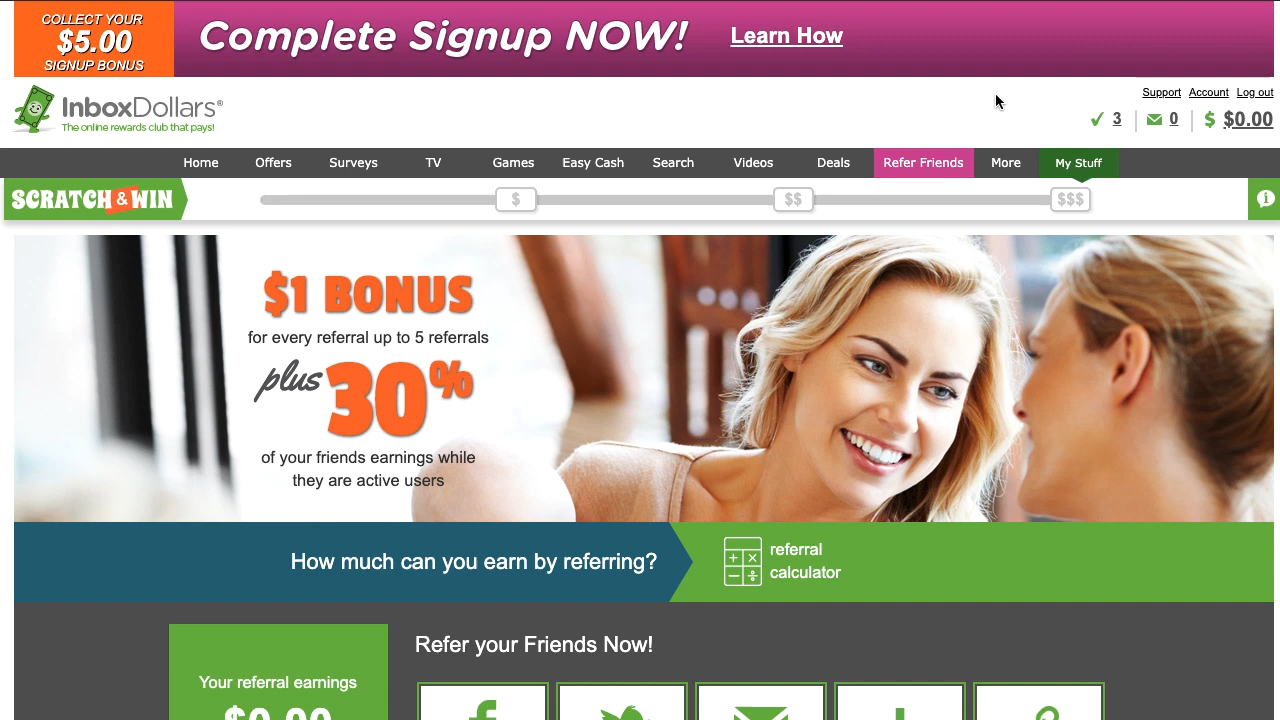 COLLECT YOUR
$5.00
SIGNUP BONUS
Complete Signup NOW!
Learn How
InboxDollars®
The online rewards club that pays!
Support Account Log out
3 0 $ $0.00
Home Offers Surveys TV Games Easy Cash Search Videos Deals Refer Friends More My Stuff
SCRATCH & WIN
$ $$ $$$
$1 BONUS
for every referral up to 5 referrals
plus 30%
of your friends earnings while
they are active users
How much can you earn by referring?
referral
calculator
Refer your Friends Now!
Your referral earnings
$0.00